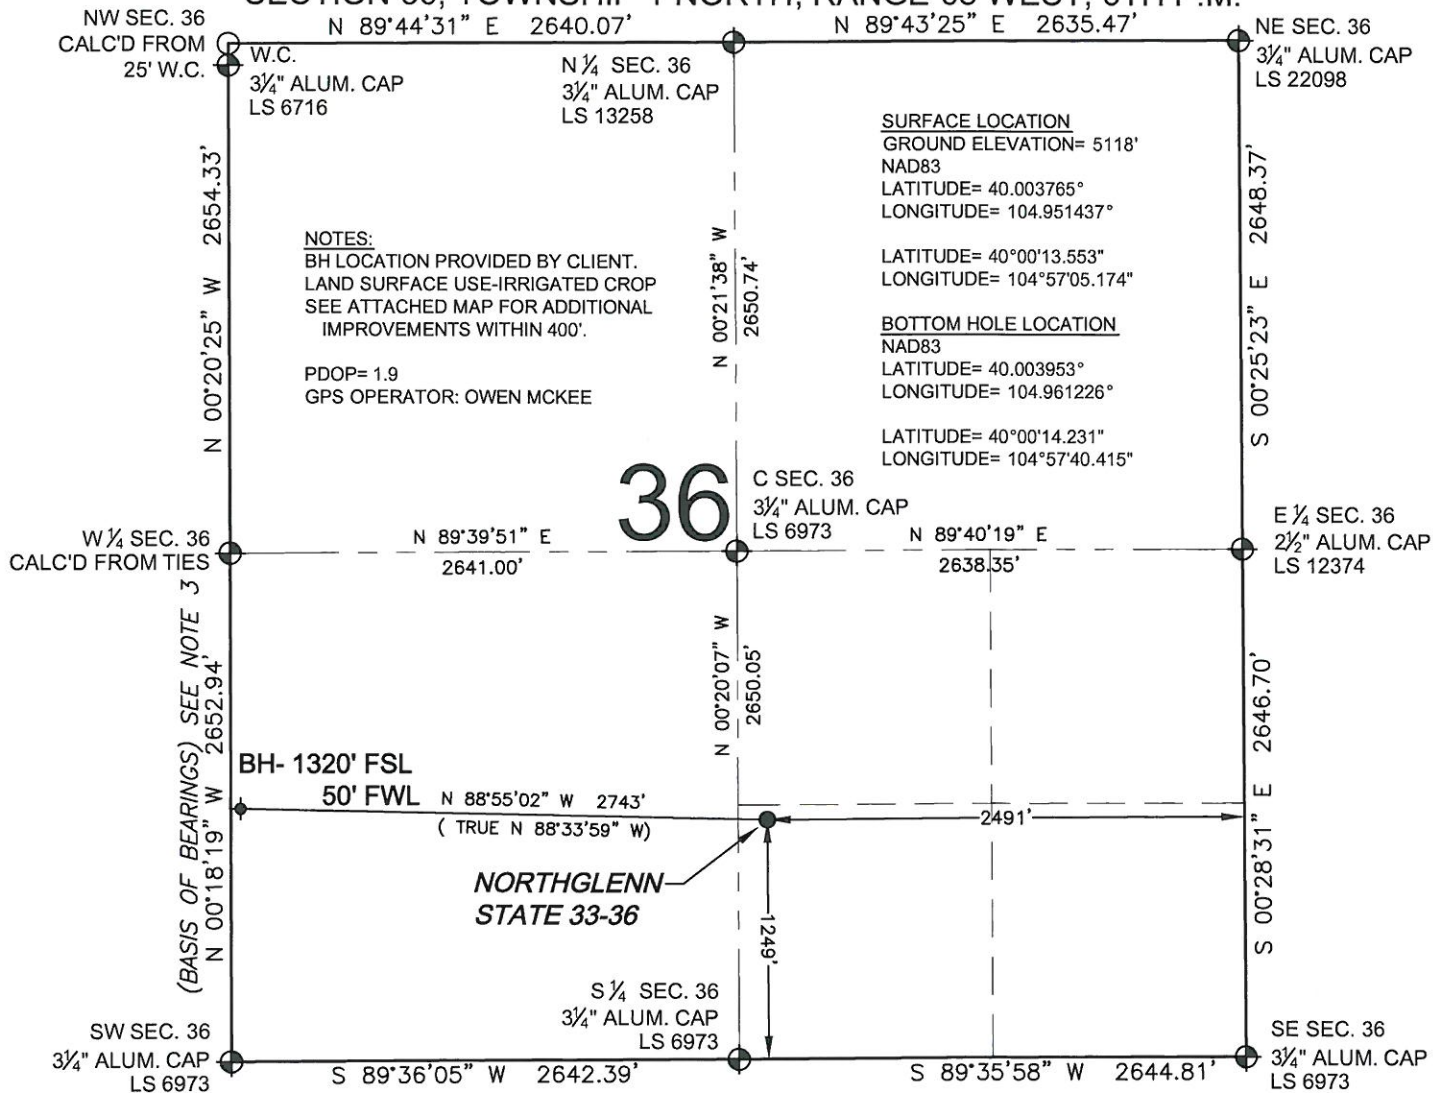 N 89°44'31" E 2640.07'
N 89°43'25" E 2635.47'
NW SEC. 36
CALC'D FROM
25' W.C.
W.C.
3¼" ALUM. CAP
LS 6716
N ¼ SEC. 36
3¼" ALUM. CAP
LS 13258
NE SEC. 36
3¼" ALUM. CAP
LS 22098
SURFACE LOCATION
GROUND ELEVATION= 5118'
NAD83
LATITUDE= 40.003765°
LONGITUDE= 104.951437°
LATITUDE= 40°00'13.553"
LONGITUDE= 104°57'05.174"
BOTTOM HOLE LOCATION
NAD83
LATITUDE= 40.003953°
LONGITUDE= 104.961226°
LATITUDE= 40°00'14.231"
LONGITUDE= 104°57'40.415"
NOTES:
BH LOCATION PROVIDED BY CLIENT.
LAND SURFACE USE-IRRIGATED CROP
SEE ATTACHED MAP FOR ADDITIONAL
IMPROVEMENTS WITHIN 400'.
PDOP= 1.9
GPS OPERATOR: OWEN MCKEE
N 00°20'25" W 2654.33'
N 00°21'38" W
2650.74'
S 00°25'23" E 2648.37'
36
C SEC. 36
3¼" ALUM. CAP
LS 6973
W ¼ SEC. 36
CALC'D FROM TIES
N 89°39'51" E
2641.00'
N 89°40'19" E
2638.35'
E ¼ SEC. 36
2½" ALUM. CAP
LS 12374
(BASIS OF BEARINGS) SEE NOTE 3
N 00°18'19" W 2652.94'
N 00°20'07" W
2650.05'
S 00°28'31" E 2646.70'
BH- 1320' FSL
50' FWL
N 88°55'02" W 2743'
( TRUE N 88°33'59" W)
2491'
NORTHGLENN
STATE 33-36
1249'
S ¼ SEC. 36
3¼" ALUM. CAP
LS 6973
SW SEC. 36
3¼" ALUM. CAP
LS 6973
SE SEC. 36
3¼" ALUM. CAP
LS 6973
S 89°36'05" W 2642.39'
S 89°35'58" W 2644.81'